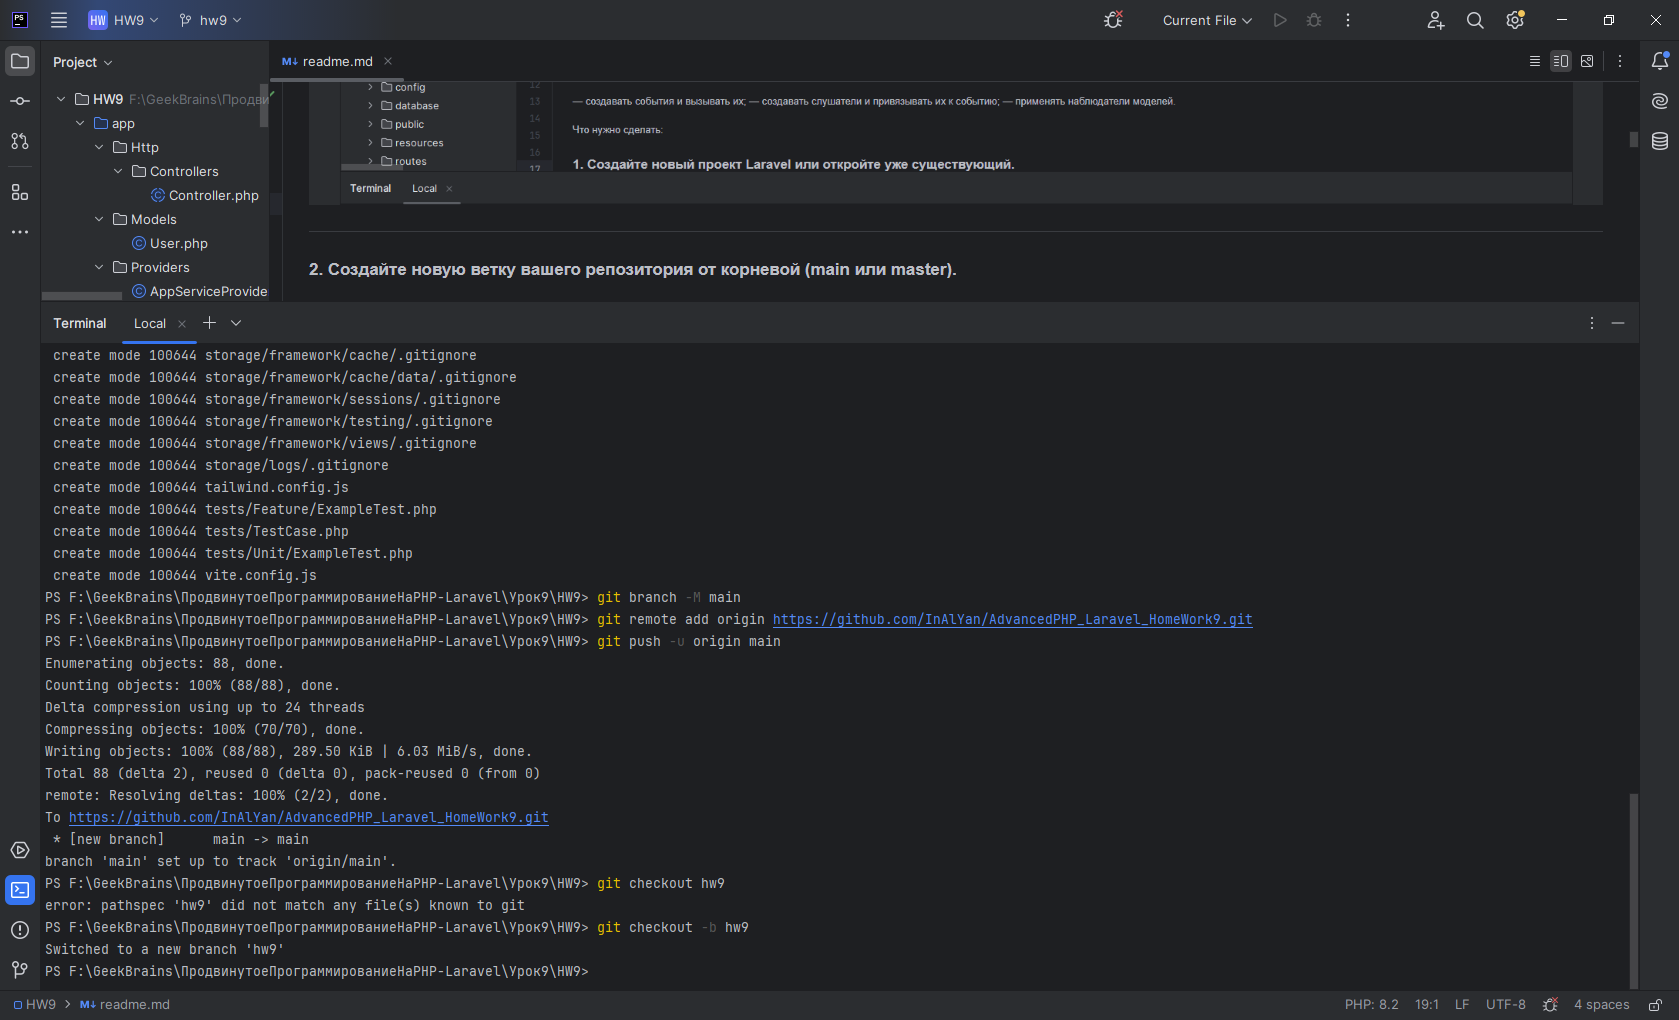 PS
HW HW9
hw9
Current File
Project
M↓ readme.md
HW9 F:\GeekBrains\Продви
app
Http
Controllers
Controller.php
Models
User.php
Providers
AppServiceProvide
config
database
public
resources
routes
12
13
14
15
16
17
— создавать события и вызывать их; — создавать слушатели и привязывать их к событию; — применять наблюдатели моделей.
Что нужно сделать:
1. Создайте новый проект Laravel или откройте уже существующий.
Terminal Local
2. Создайте новую ветку вашего репозитория от корневой (main или master).
Terminal Local
create mode 100644 storage/framework/cache/.gitignore
create mode 100644 storage/framework/cache/data/.gitignore
create mode 100644 storage/framework/sessions/.gitignore
create mode 100644 storage/framework/testing/.gitignore
create mode 100644 storage/framework/views/.gitignore
create mode 100644 storage/logs/.gitignore
create mode 100644 tailwind.config.js
create mode 100644 tests/Feature/ExampleTest.php
create mode 100644 tests/TestCase.php
create mode 100644 tests/Unit/ExampleTest.php
create mode 100644 vite.config.js
PS F:\GeekBrains\ПродвинутоеПрограммированиеНаPHP-Laravel\Урок9\HW9> git branch -M main
PS F:\GeekBrains\ПродвинутоеПрограммированиеНаPHP-Laravel\Урок9\HW9> git remote add origin https://github.com/InAlYan/AdvancedPHP_Laravel_HomeWork9.git
PS F:\GeekBrains\ПродвинутоеПрограммированиеНаPHP-Laravel\Урок9\HW9> git push -u origin main
Enumerating objects: 88, done.
Counting objects: 100% (88/88), done.
Delta compression using up to 24 threads
Compressing objects: 100% (70/70), done.
Writing objects: 100% (88/88), 289.50 KiB | 6.03 MiB/s, done.
Total 88 (delta 2), reused 0 (delta 0), pack-reused 0 (from 0)
remote: Resolving deltas: 100% (2/2), done.
To https://github.com/InAlYan/AdvancedPHP_Laravel_HomeWork9.git
* [new branch]      main -> main
branch 'main' set up to track 'origin/main'.
PS F:\GeekBrains\ПродвинутоеПрограммированиеНаPHP-Laravel\Урок9\HW9> git checkout hw9
error: pathspec 'hw9' did not match any file(s) known to git
PS F:\GeekBrains\ПродвинутоеПрограммированиеНаPHP-Laravel\Урок9\HW9> git checkout -b hw9
Switched to a new branch 'hw9'
PS F:\GeekBrains\ПродвинутоеПрограммированиеНаPHP-Laravel\Урок9\HW9>
HW9 > M↓ readme.md
PHP: 8.2 19:1 LF UTF-8 4 spaces